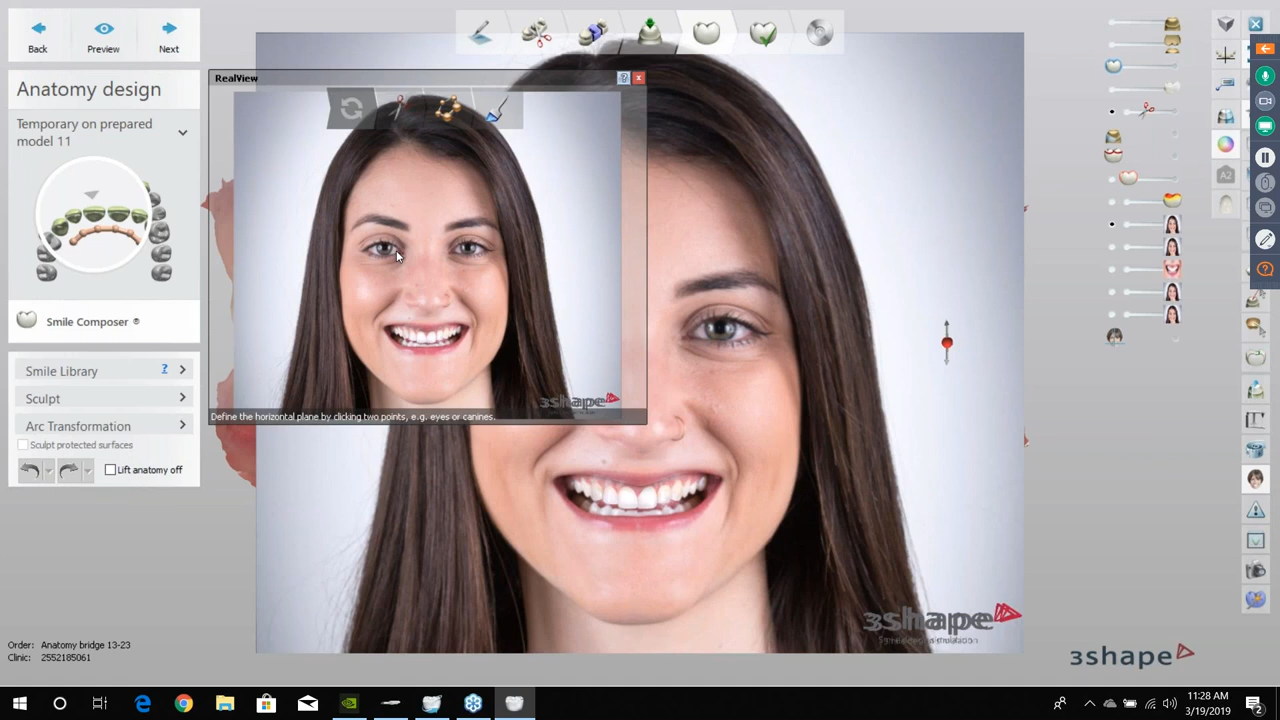 Back
Preview
Next
Anatomy design
Temporary on prepared
model 11
Smile Composer ®
Smile Library
?
Sculpt
Arc Transformation
Sculpt protected surfaces
Lift anatomy off
RealView
3shape
Define the horizontal plane by clicking two points, e.g. eyes or canines.
A2
3shape
Order: Anatomy bridge 13-23
Clinic: 2552185061
3shape
11:28 AM
3/19/2019
2